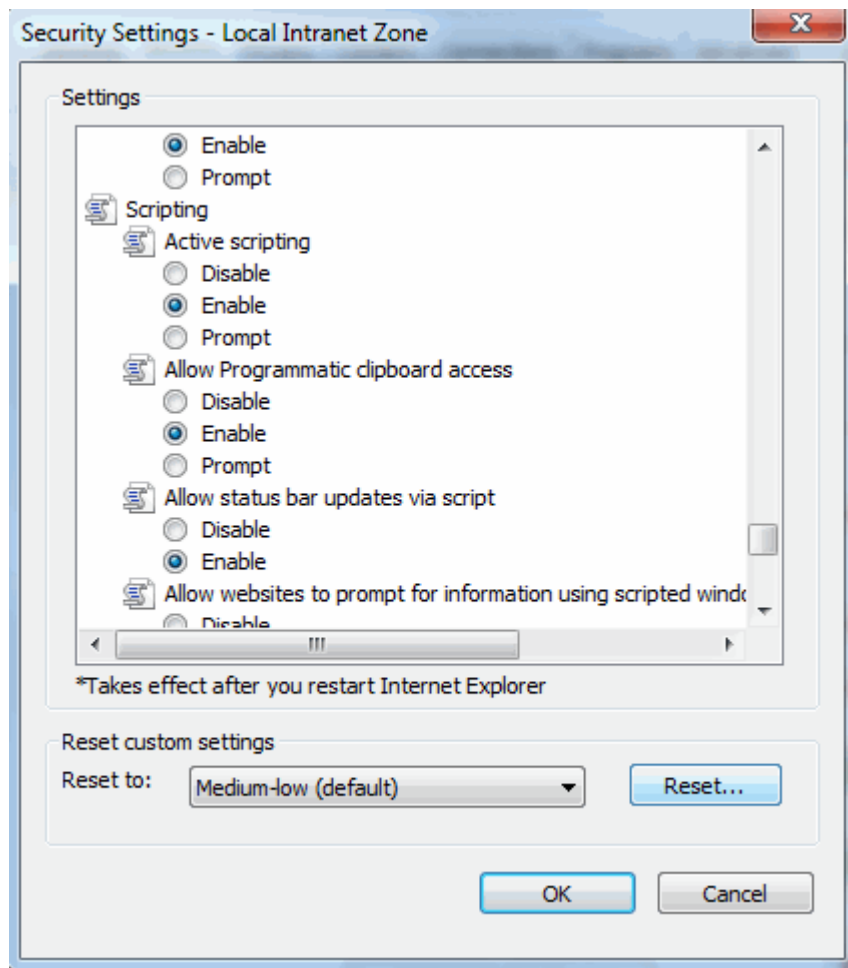 Security Settings - Local Intranet Zone
Settings
Enable
Prompt
Scripting
Active scripting
Disable
Enable
Prompt
Allow Programmatic clipboard access
Disable
Enable
Prompt
Allow status bar updates via script
Disable
Enable
Allow websites to prompt for information using scripted
Disable
*Takes effect after you restart Internet Explorer
Reset custom settings
Reset to: Medium-low (default) Reset...
OK Cancel